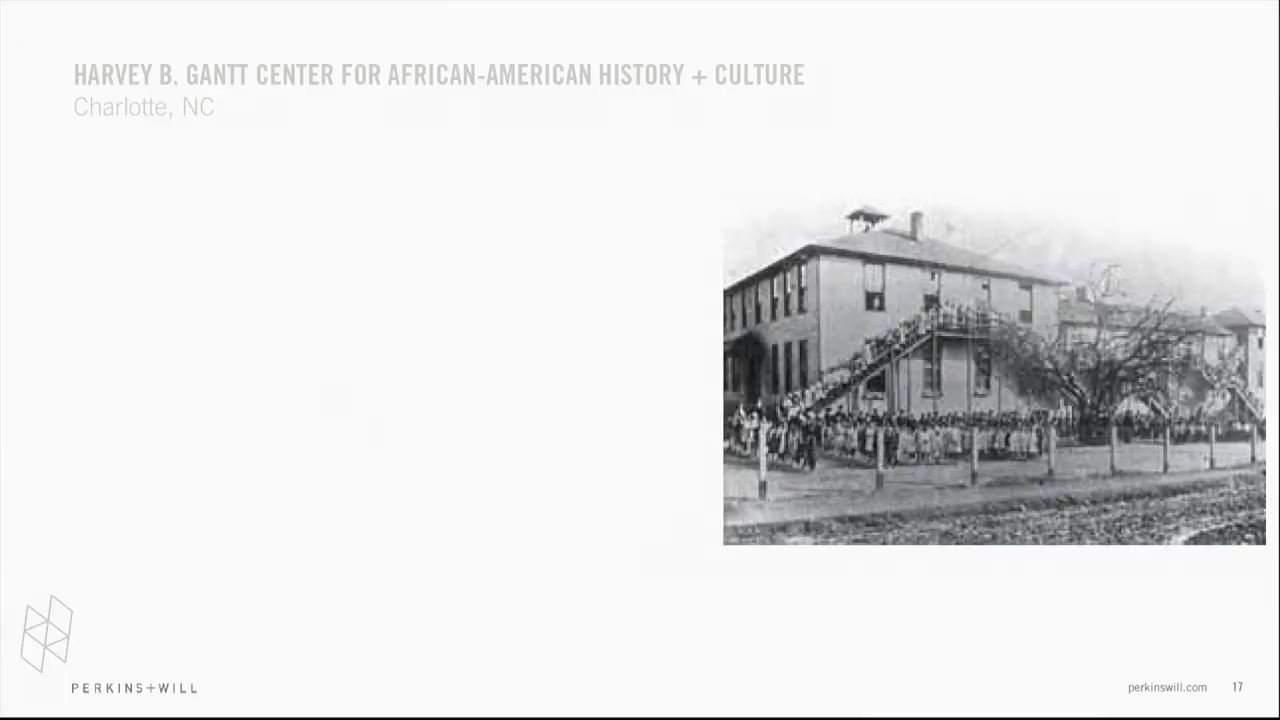 HARVEY B. GANTT CENTER FOR AFRICAN-AMERICAN HISTORY + CULTURE
Charlotte, NC
PERKINS+WILL
perkinswill.com 17